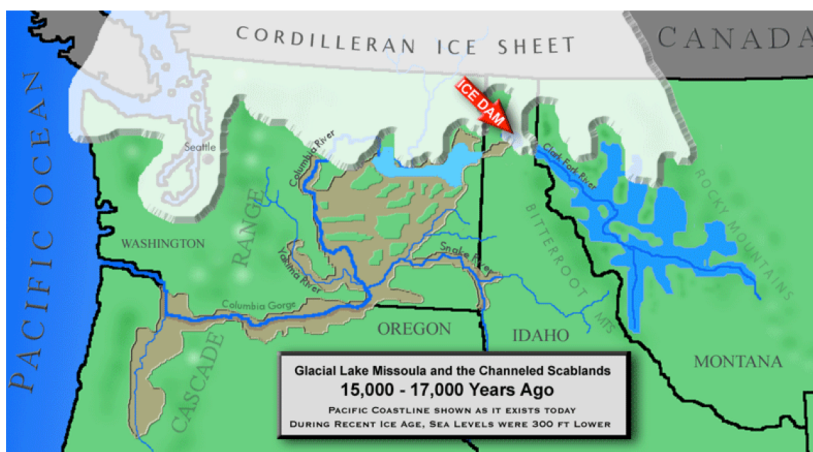 CORDILLERAN ICE SHEET
CANADA
PACIFIC OCEAN
ICE DAM
Seattle
Columbia River
Clark Fork River
ROCKY MOUNTAINS
WASHINGTON
RANGE
BITTERROOT MTS
Yakima River
Snake River
Columbia Gorge
OREGON
IDAHO
MONTANA
CASCADE
Glacial Lake Missoula and the Channeled Scablands
15,000 - 17,000 Years Ago
Pacific Coastline shown as it exists today
During Recent Ice Age, Sea Levels were 300 ft Lower